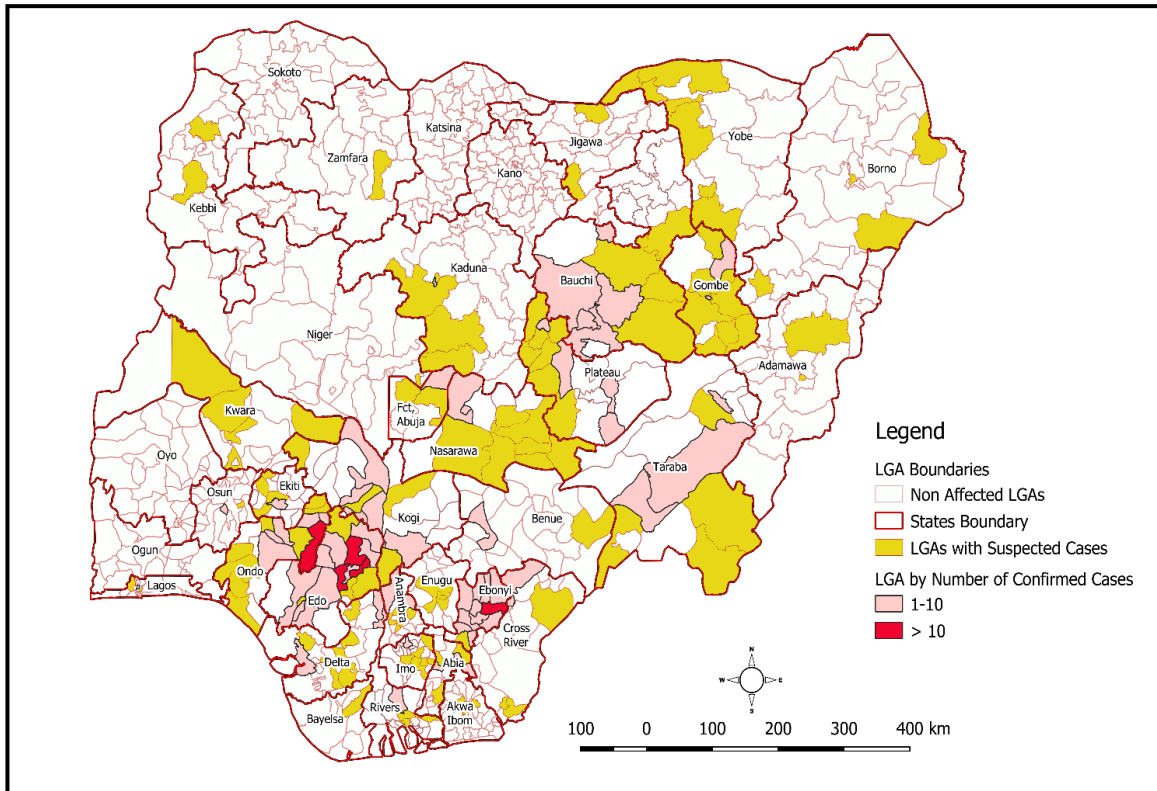 Sokoto
Katsina
Jigawa
Yobe
Zamfara
Kano
Borno
Kebbi
Kaduna
Bauchi
Gombe
Niger
Plateau
Adamawa
Fct,
Abuja
Kwara
Nasarawa
Taraba
Oyo
Osun
Ekiti
Kogi
Benue
Ogun
Lagos
Ondo
Edo
Anambra
Enugu
Ebonyi
Cross
River
Delta
Imo
Abia
Bayelsa
Rivers
Akwa
Ibom
Legend
LGA Boundaries
Non Affected LGAs
States Boundary
LGAs with Suspected Cases
LGA by Number of Confirmed Cases
1-10
> 10
N
W E
S
100 0 100 200 300 400 km